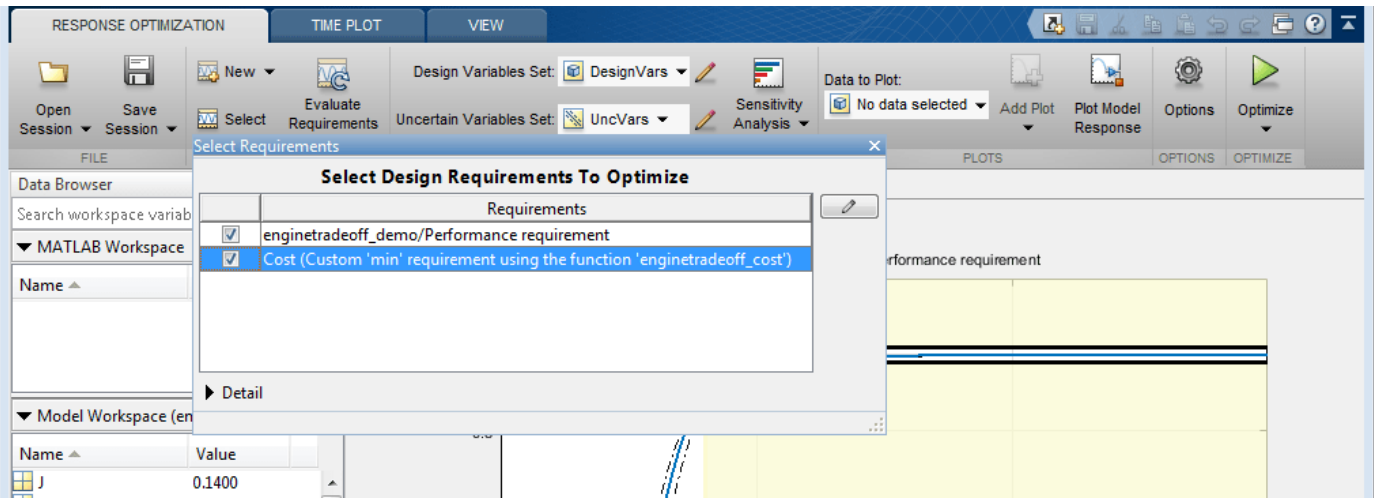 RESPONSE OPTIMIZATION TIME PLOT VIEW
New Design Variables Set: DesignVars Data to Plot:
Open Session Save Session Select Evaluate Requirements Uncertain Variables Set: UncVars Sensitivity Analysis No data selected Add Plot Plot Model Response Options Optimize
FILE PLOTS OPTIONS OPTIMIZE
Select Requirements
Data Browser
Select Design Requirements To Optimize
Search workspace variab
Requirements
enginetradeoff_demo/Performance requirement
MATLAB Workspace
Cost (Custom 'min' requirement using the function 'enginetradeoff_cost')
rformance requirement
Name
Detail
Model Workspace (en
Name Value
J 0.1400